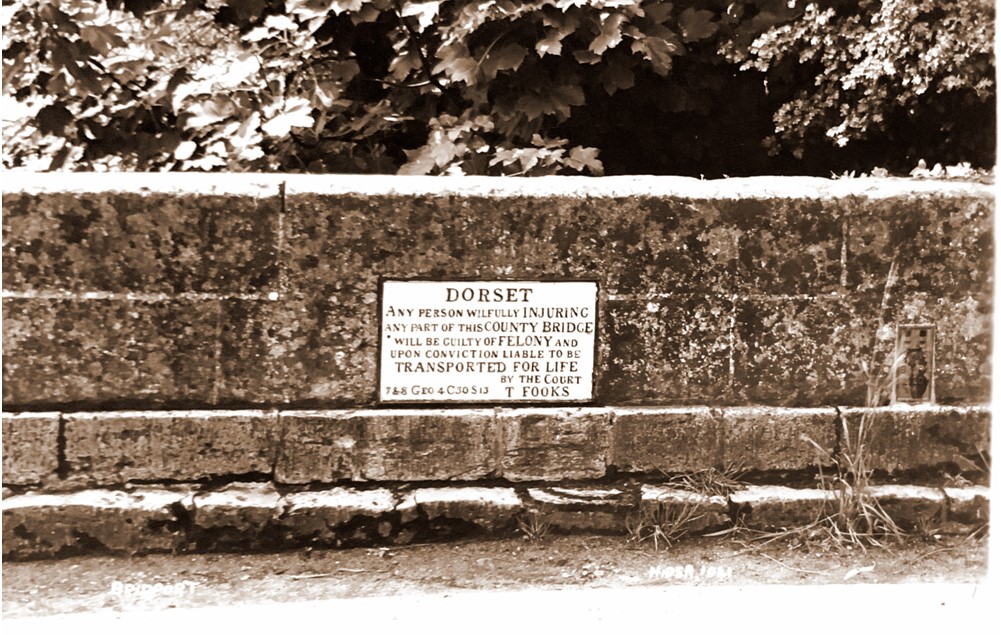 DORSET
ANY PERSON WILFULLY INJURING
ANY PART OF THIS COUNTY BRIDGE
WILL BE GUILTY OF FELONY AND
UPON CONVICTION LIABLE TO BE
TRANSPORTED FOR LIFE
BY THE COURT
7&8 GEO 4 C30 S13 T FOOKS
BRIDPORT